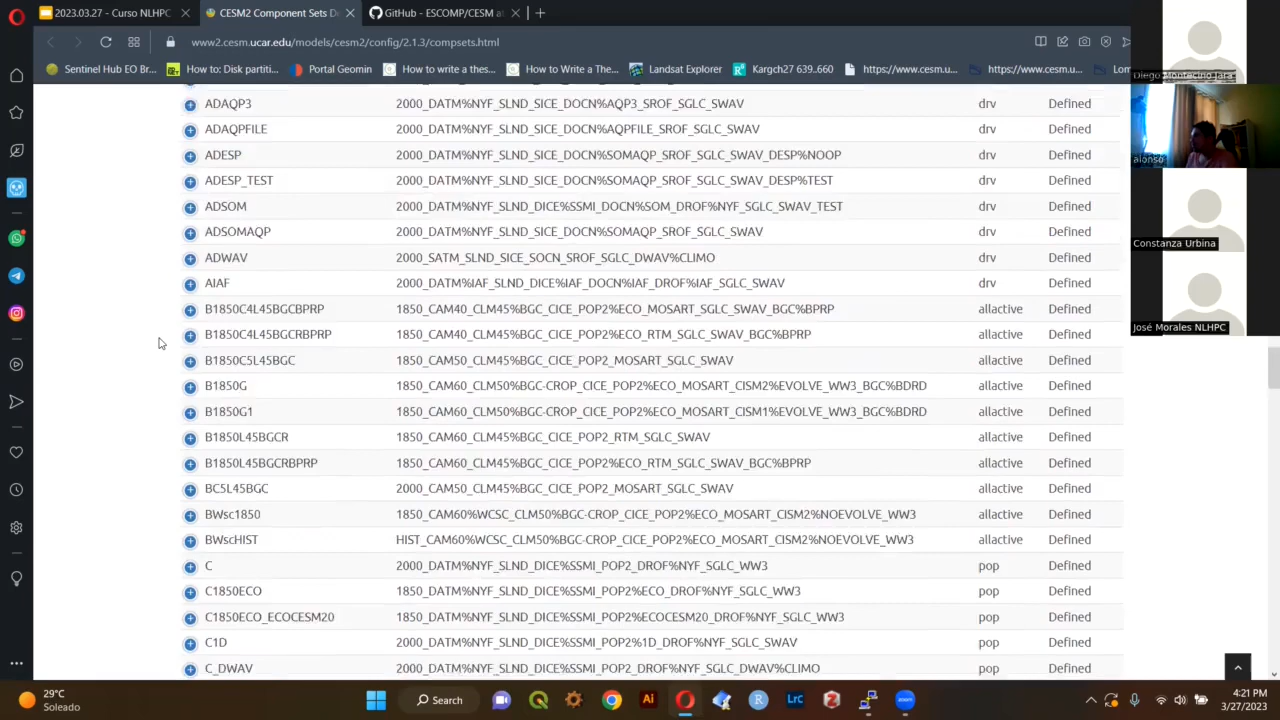 2023.03.27 - Curso NLHPC
CESM2 Component Sets D
GitHub - ESCOMP/CESM at
www2.cesm.ucar.edu/models/cesm2/config/2.1.3/compsets.html
Sentinel Hub EO Br...
How to: Disk partiti...
Portal Geomin
How to write a thes...
How to Write a The...
Landsat Explorer
Kargch27 639..660
https://www.cesm.u...
https://www.cesm.u...
Lom
Diego Montecino Jara
alonso
Constanza Urbina
José Morales NLHPC
ADAQP3 2000_DATM%NYF_SLND_SICE_DOCN%AQP3_SROF_SGLC_SWAV drv Defined
ADAQPFILE 2000_DATM%NYF_SLND_SICE_DOCN%AQPFILE_SROF_SGLC_SWAV drv Defined
ADESP 2000_DATM%NYF_SLND_SICE_DOCN%SOMAQP_SROF_SGLC_SWAV_DESP%NOOP drv Defined
ADESP_TEST 2000_DATM%NYF_SLND_SICE_DOCN%SOMAQP_SROF_SGLC_SWAV_DESP%TEST drv Defined
ADSOM 2000_DATM%NYF_SLND_DICE%SSMI_DOCN%SOM_DROF%NYF_SGLC_SWAV_TEST drv Defined
ADSOMAQP 2000_DATM%NYF_SLND_SICE_DOCN%SOMAQP_SROF_SGLC_SWAV drv Defined
ADWAV 2000_SATM_SLND_SICE_SOCN_SROF_SGLC_DWAV%CLIMO drv Defined
AIAF 2000_DATM%IAF_SLND_DICE%IAF_DOCN%IAF_DROF%IAF_SGLC_SWAV drv Defined
B1850C4L45BGCBPRP 1850_CAM40_CLM45%BGC_CICE_POP2%ECO_MOSART_SGLC_SWAV_BGC%BPRP allactive Defined
B1850C4L45BGCRBPRP 1850_CAM40_CLM45%BGC_CICE_POP2%ECO_RTM_SGLC_SWAV_BGC%BPRP allactive Defined
B1850C5L45BGC 1850_CAM50_CLM45%BGC_CICE_POP2_MOSART_SGLC_SWAV allactive Defined
B1850G 1850_CAM60_CLM50%BGC-CROP_CICE_POP2%ECO_MOSART_CISM2%EVOLVE_WW3_BGC%BDRD allactive Defined
B1850G1 1850_CAM60_CLM50%BGC-CROP_CICE_POP2%ECO_MOSART_CISM1%EVOLVE_WW3_BGC%BDRD allactive Defined
B1850L45BGCR 1850_CAM60_CLM45%BGC_CICE_POP2_RTM_SGLC_SWAV allactive Defined
B1850L45BGCRBPRP 1850_CAM60_CLM45%BGC_CICE_POP2%ECO_RTM_SGLC_SWAV_BGC%BPRP allactive Defined
BC5L45BGC 2000_CAM50_CLM45%BGC_CICE_POP2_MOSART_SGLC_SWAV allactive Defined
BWsc1850 1850_CAM60%WCSC_CLM50%BGC-CROP_CICE_POP2%ECO_MOSART_CISM2%NOEVOLVE_WW3 allactive Defined
BWscHIST HIST_CAM60%WCSC_CLM50%BGC-CROP_CICE_POP2%ECO_MOSART_CISM2%NOEVOLVE_WW3 allactive Defined
C 2000_DATM%NYF_SLND_DICE%SSMI_POP2_DROF%NYF_SGLC_WW3 pop Defined
C1850ECO 1850_DATM%NYF_SLND_DICE%SSMI_POP2%ECO_DROF%NYF_SGLC_WW3 pop Defined
C1850ECO_ECOCESM20 1850_DATM%NYF_SLND_DICE%SSMI_POP2%ECOCESM20_DROF%NYF_SGLC_WW3 pop Defined
C1D 2000_DATM%NYF_SLND_DICE%SSMI_POP2%1D_DROF%NYF_SGLC_SWAV pop Defined
C_DWAV 2000_DATM%NYF_SLND_DICE%SSMI_POP2_DROF%NYF_SGLC_DWAV%CLIMO pop Defined
29°C
Soleado
Search
Ai
R
LRC
zoom
4:21 PM
3/27/2023